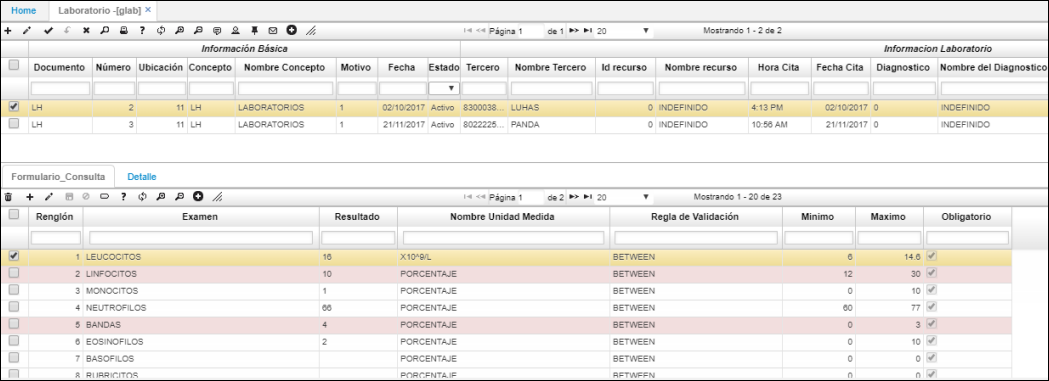 Home Laboratorio -[glab] ×
Página 1 de 1 20 Mostrando 1 - 2 de 2
Información Básica Informacion Laboratorio
Documento Número Ubicación Concepto Nombre Concepto Motivo Fecha Estado Tercero Nombre Tercero Id recurso Nombre recurso Hora Cita Fecha Cita Diagnostico Nombre del Diagnostico
LH 2 11 LH LABORATORIOS 1 02/10/2017 Activo 8300038... LUHAS 0 INDEFINIDO 4:13 PM 02/10/2017 0 INDEFINIDO
LH 3 11 LH LABORATORIOS 1 21/11/2017 Activo 8022225... PANDA 0 INDEFINIDO 10:56 AM 21/11/2017 0 INDEFINIDO
Formulario_Consulta Detalle
Página 1 de 2 20 Mostrando 1 - 20 de 23
Renglón Examen Resultado Nombre Unidad Medida Regla de Validación Minimo Maximo Obligatorio
1 LEUCOCITOS 16 X10^9/L BETWEEN 6 14.6
2 LINFOCITOS 10 PORCENTAJE BETWEEN 12 30
3 MONOCITOS 1 PORCENTAJE BETWEEN 0 10
4 NEUTROFILOS 66 PORCENTAJE BETWEEN 60 77
5 BANDAS 4 PORCENTAJE BETWEEN 0 3
6 EOSINOFILOS 2 PORCENTAJE BETWEEN 0 10
7 BASOFILOS PORCENTAJE BETWEEN 0 0
8 RUBRICITOS PORCENTAJE BETWEEN 0 0